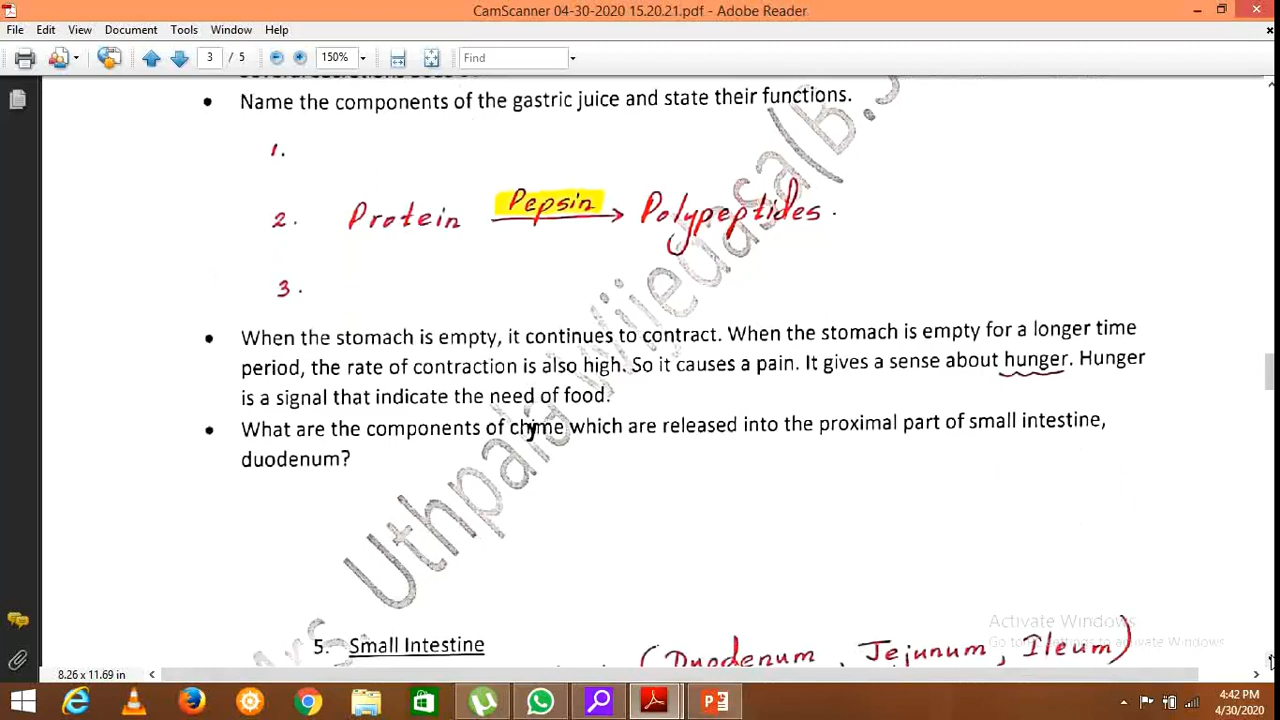 CamScanner 04-30-2020 15.20.21.pdf - Adobe Reader
File Edit View Document Tools Window Help
3 / 5 150% Find
• Name the components of the gastric juice and state their functions.
1.
2. Protein Pepsin → Polypeptides.
3.
• When the stomach is empty, it continues to contract. When the stomach is empty for a longer time
period, the rate of contraction is also high. So it causes a pain. It gives a sense about hunger. Hunger
is a signal that indicate the need of food.
• What are the components of chyme which are released into the proximal part of small intestine,
duodenum?
Uthpala Wijedasa(B.S
Activate Windows
5. Small Intestine
(Duodenum, Jejunum, Ileum)
8.26 x 11.69 in
4:42 PM
4/30/2020